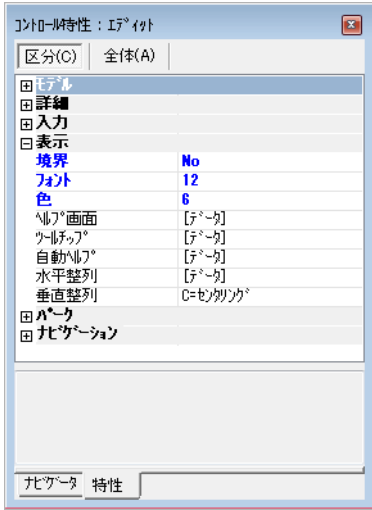 ｺﾝﾄﾛｰﾙ特性：ｴﾃﾞｨｯﾄ
区分(C) 全体(A)
ﾓﾃﾞﾙ
詳細
入力
表示
境界 No
ﾌｫﾝﾄ 12
色 6
ﾍﾙﾌﾟ画面 [ﾃﾞｰﾀ]
ﾂｰﾙﾁｯﾌﾟ [ﾃﾞｰﾀ]
自動ﾍﾙﾌﾟ [ﾃﾞｰﾀ]
水平整列 [ﾃﾞｰﾀ]
垂直整列 C=ｾﾝﾀﾘﾝｸﾞ
ﾊﾟｰｸ
ﾅﾋﾞｹﾞｰｼｮﾝ
ﾅﾋﾞｹﾞｰﾀ 特性